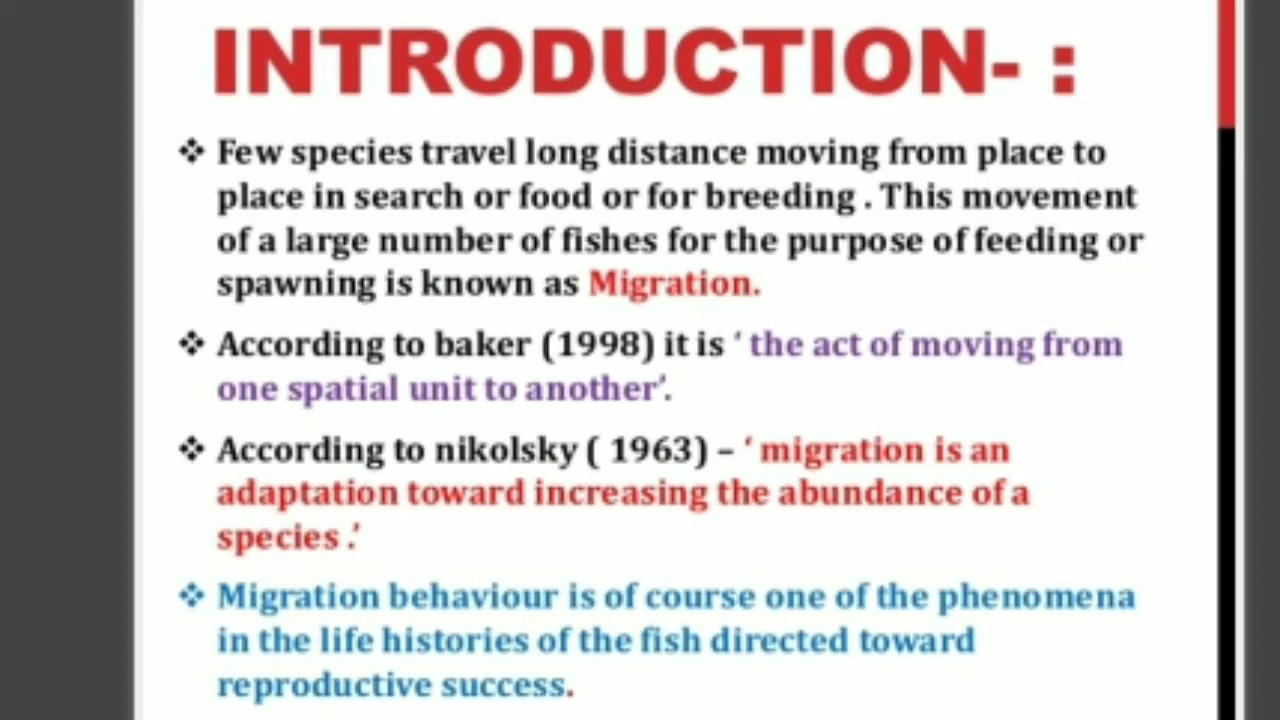 INTRODUCTION- :
❖ Few species travel long distance moving from place to
place in search or food or for breeding . This movement
of a large number of fishes for the purpose of feeding or
spawning is known as Migration.
❖ According to baker (1998) it is ‘ the act of moving from
one spatial unit to another’.
❖ According to nikolsky ( 1963) – ‘ migration is an
adaptation toward increasing the abundance of a
species .’
❖ Migration behaviour is of course one of the phenomena
in the life histories of the fish directed toward
reproductive success.